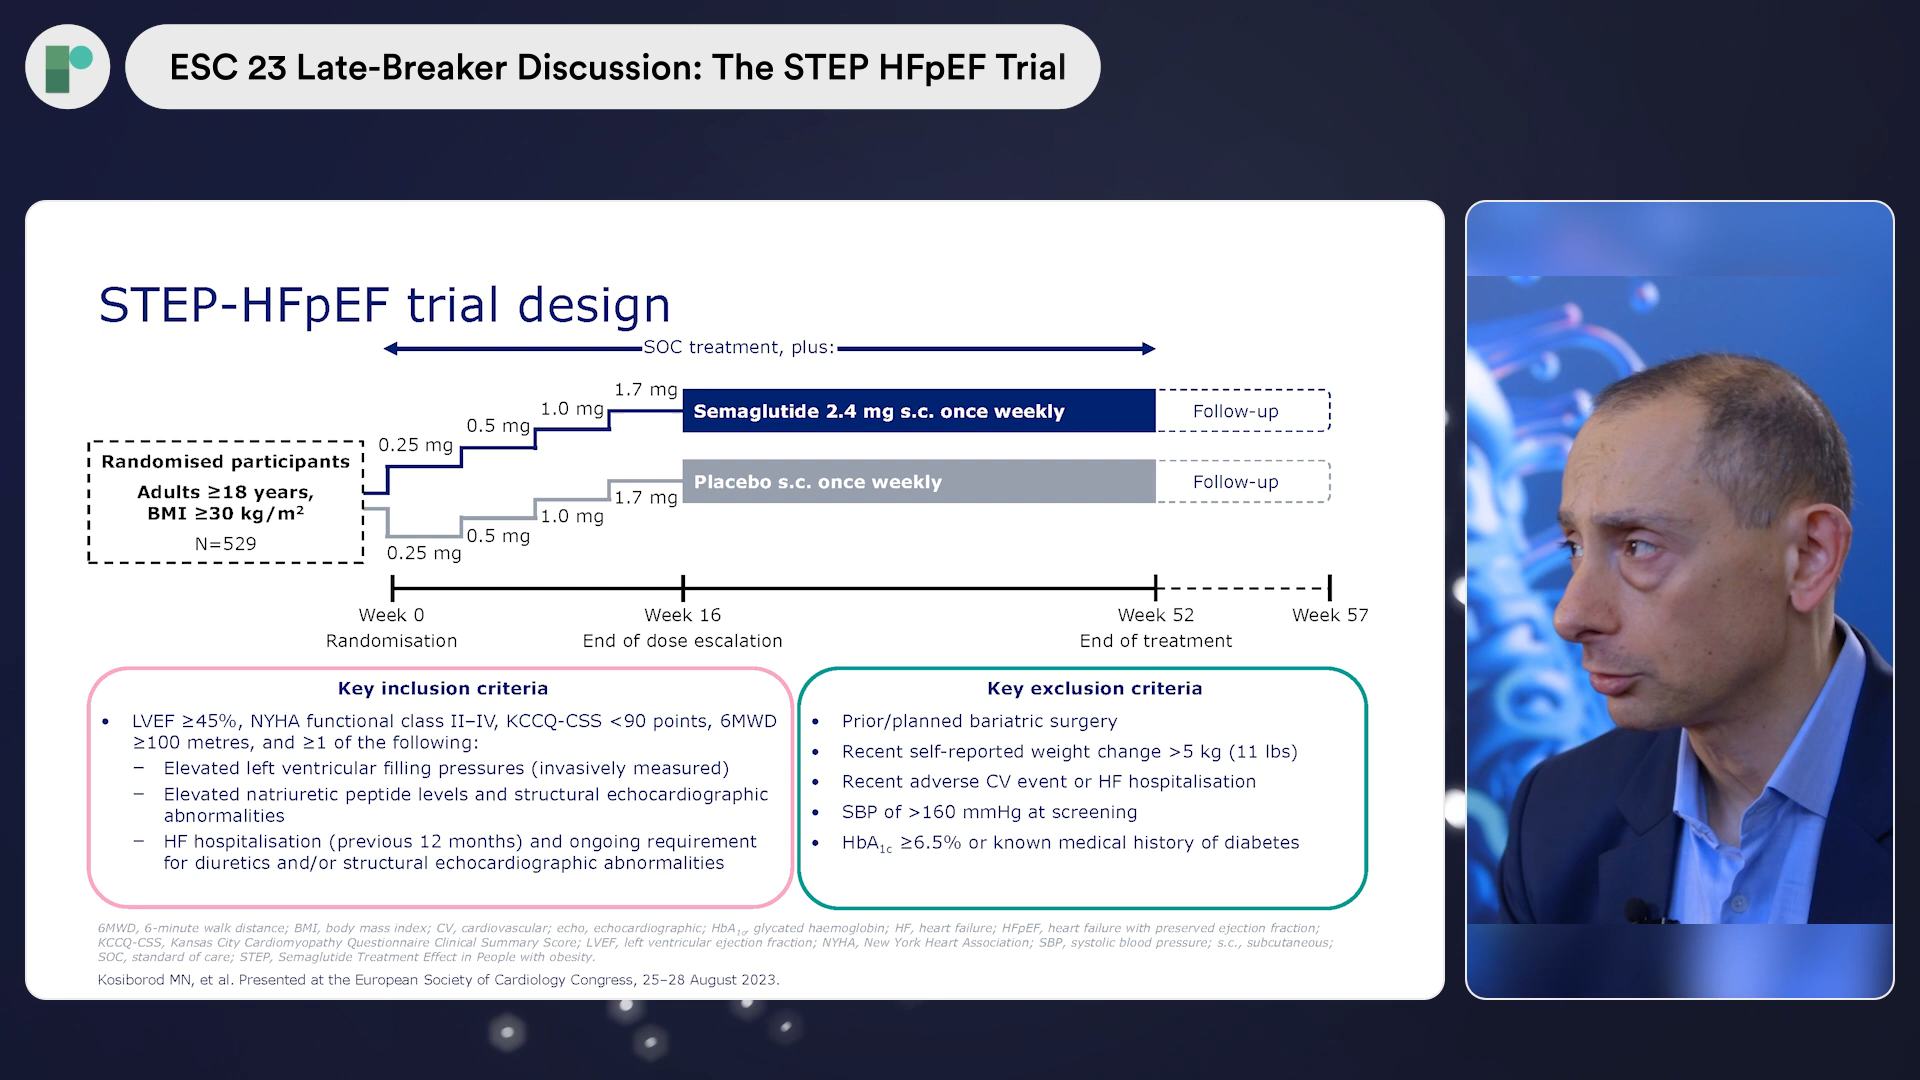 ESC 23 Late-Breaker Discussion: The STEP HFpEF Trial
STEP-HFpEF trial design
SOC treatment, plus:
0.25 mg
0.5 mg
1.0 mg
1.7 mg
Semaglutide 2.4 mg s.c. once weekly
Follow-up
Randomised participants
Adults ≥18 years,
BMI ≥30 kg/m²
N=529
0.25 mg
0.5 mg
1.0 mg
1.7 mg
Placebo s.c. once weekly
Follow-up
Week 0
Randomisation
Week 16
End of dose escalation
Week 52
End of treatment
Week 57
Key inclusion criteria
• LVEF ≥45%, NYHA functional class II–IV, KCCQ-CSS <90 points, 6MWD
≥100 metres, and ≥1 of the following:
– Elevated left ventricular filling pressures (invasively measured)
– Elevated natriuretic peptide levels and structural echocardiographic
abnormalities
– HF hospitalisation (previous 12 months) and ongoing requirement
for diuretics and/or structural echocardiographic abnormalities
Key exclusion criteria
• Prior/planned bariatric surgery
• Recent self-reported weight change >5 kg (11 lbs)
• Recent adverse CV event or HF hospitalisation
• SBP of >160 mmHg at screening
• HbA1c ≥6.5% or known medical history of diabetes
6MWD, 6-minute walk distance; BMI, body mass index; CV, cardiovascular; echo, echocardiographic; HbA1c, glycated haemoglobin; HF, heart failure; HFpEF, heart failure with preserved ejection fraction;
KCCQ-CSS, Kansas City Cardiomyopathy Questionnaire Clinical Summary Score; LVEF, left ventricular ejection fraction; NYHA, New York Heart Association; SBP, systolic blood pressure; s.c., subcutaneous;
SOC, standard of care; STEP, Semaglutide Treatment Effect in People with obesity.
Kosiborod MN, et al. Presented at the European Society of Cardiology Congress, 25–28 August 2023.